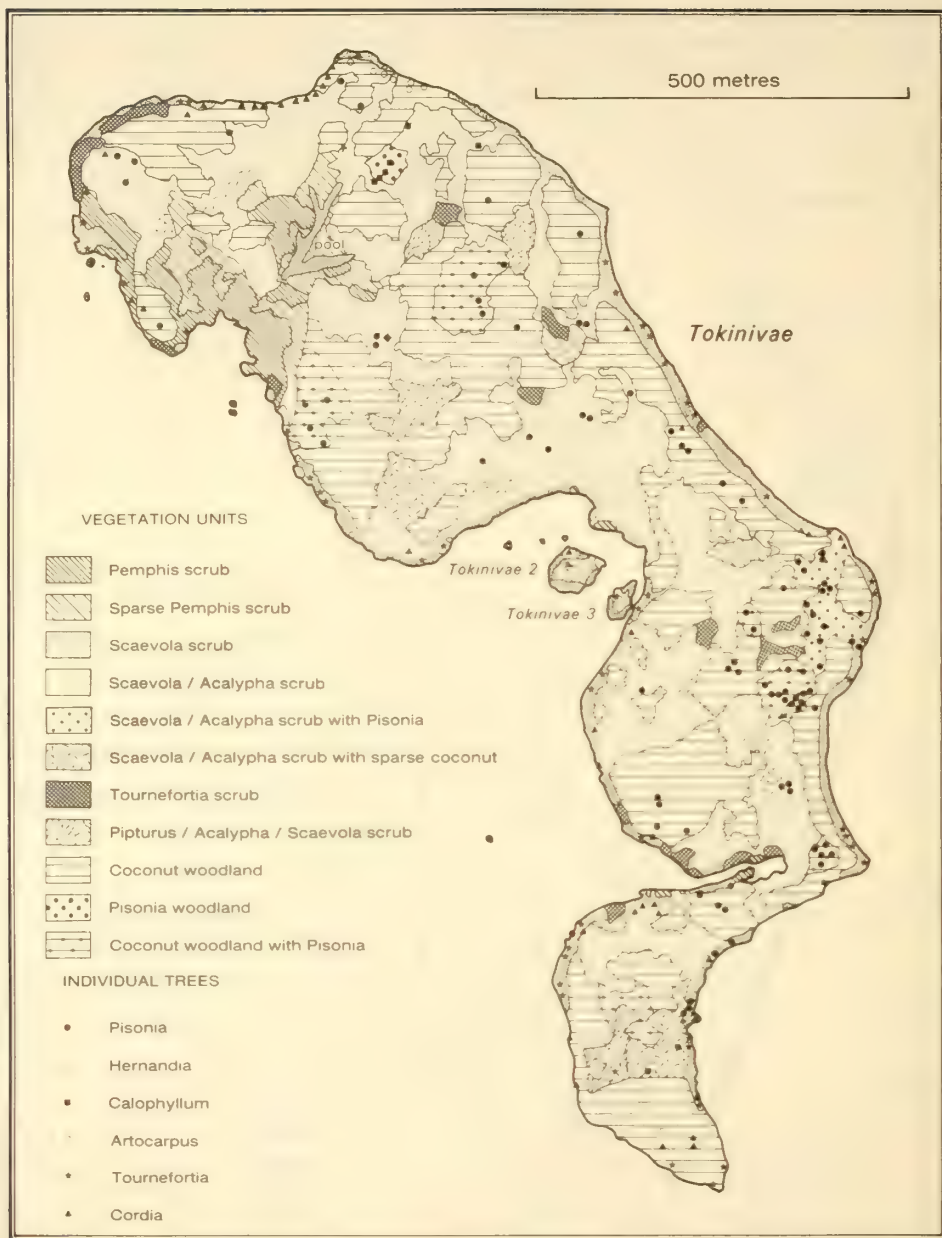 500 metres
pool
Tokinivae
VEGETATION UNITS
Pemphis scrub
Sparse Pemphis scrub
Scaevola scrub
Scaevola / Acalypha scrub
Scaevola / Acalypha scrub with Pisonia
Scaevola / Acalypha scrub with sparse coconut
Tournefortia scrub
Pipturus / Acalypha / Scaevola scrub
Coconut woodland
Pisonia woodland
Coconut woodland with Pisonia
Tokinivae 2
Tokinivae 3
INDIVIDUAL TREES
Pisonia
Hernandia
Calophyllum
Artocarpus
Tournefortia
Cordia